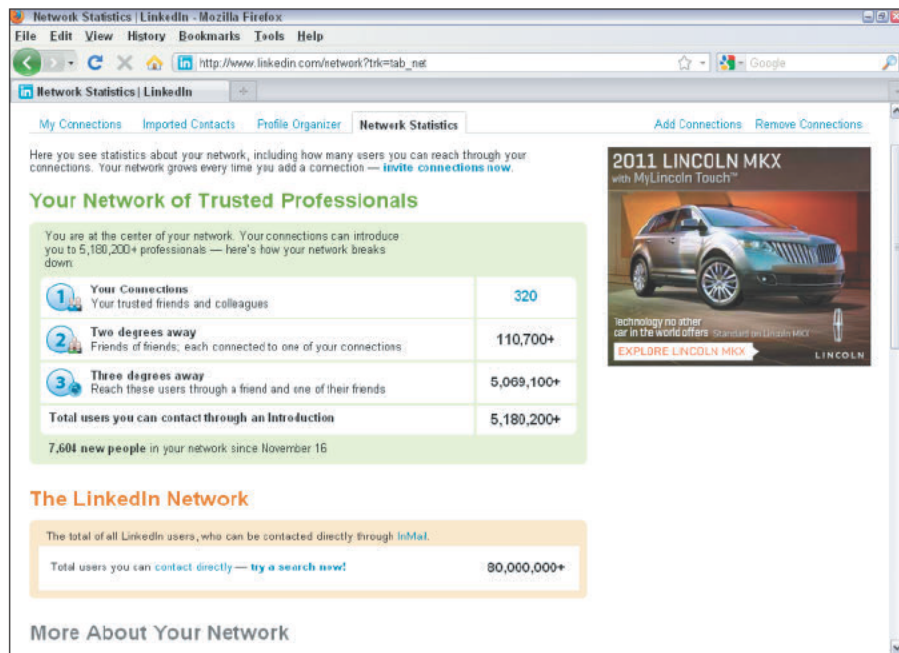 Network Statistics | LinkedIn - Mozilla Firefox
File Edit View History Bookmarks Tools Help
http://www.linkedin.com/network?trk=tab_net
Google
Network Statistics | LinkedIn
My Connections Imported Contacts Profile Organizer Network Statistics Add Connections Remove Connections
Here you see statistics about your network, including how many users you can reach through your
connections. Your network grows every time you add a connection — invite connections now.
Your Network of Trusted Professionals
You are at the center of your network. Your connections can introduce
you to 5,180,200+ professionals — here's how your network breaks
down:
1 Your Connections
Your trusted friends and colleagues
320
2 Two degrees away
Friends of friends; each connected to one of your connections
110,700+
3 Three degrees away
Reach these users through a friend and one of their friends
5,069,100+
Total users you can contact through an Introduction 5,180,200+
7,604 new people in your network since November 16
2011 LINCOLN MKX
with MyLincoln Touch™
Technology no other
car in the world offers Standard on Lincoln MKX
EXPLORE LINCOLN MKX
LINCOLN
The LinkedIn Network
The total of all LinkedIn users, who can be contacted directly through InMail.
Total users you can contact directly — try a search now! 80,000,000+
More About Your Network